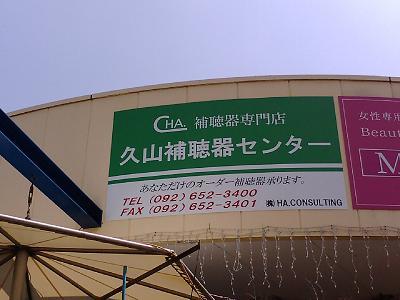 CHA. 補聴器専門店
久山補聴器センター
あなただけのオーダー補聴器承ります。
TEL (092) 652-3400
FAX (092) 652-3401
㈱HA.CONSULTING
女性専
Beau
M